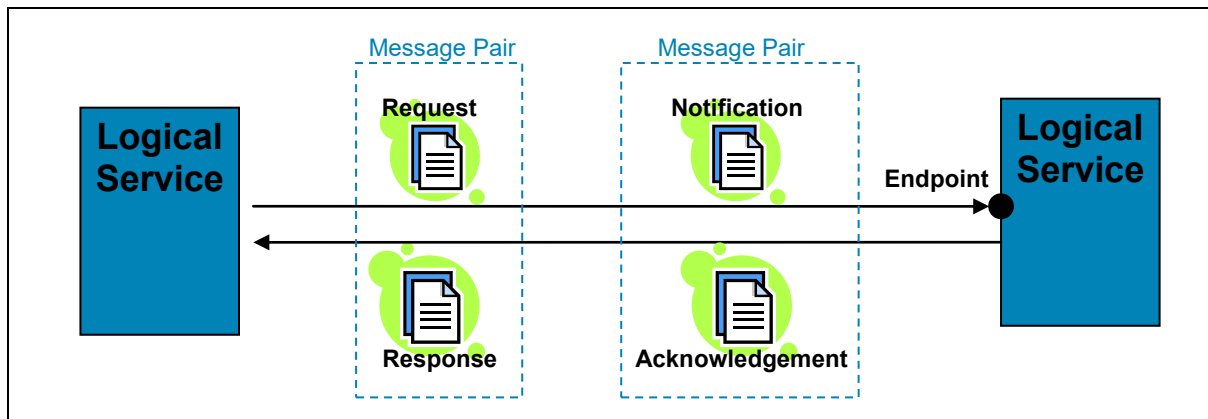 Message Pair
Message Pair
Request
Notification
Logical
Service
Logical
Service
Endpoint
Response
Acknowledgement